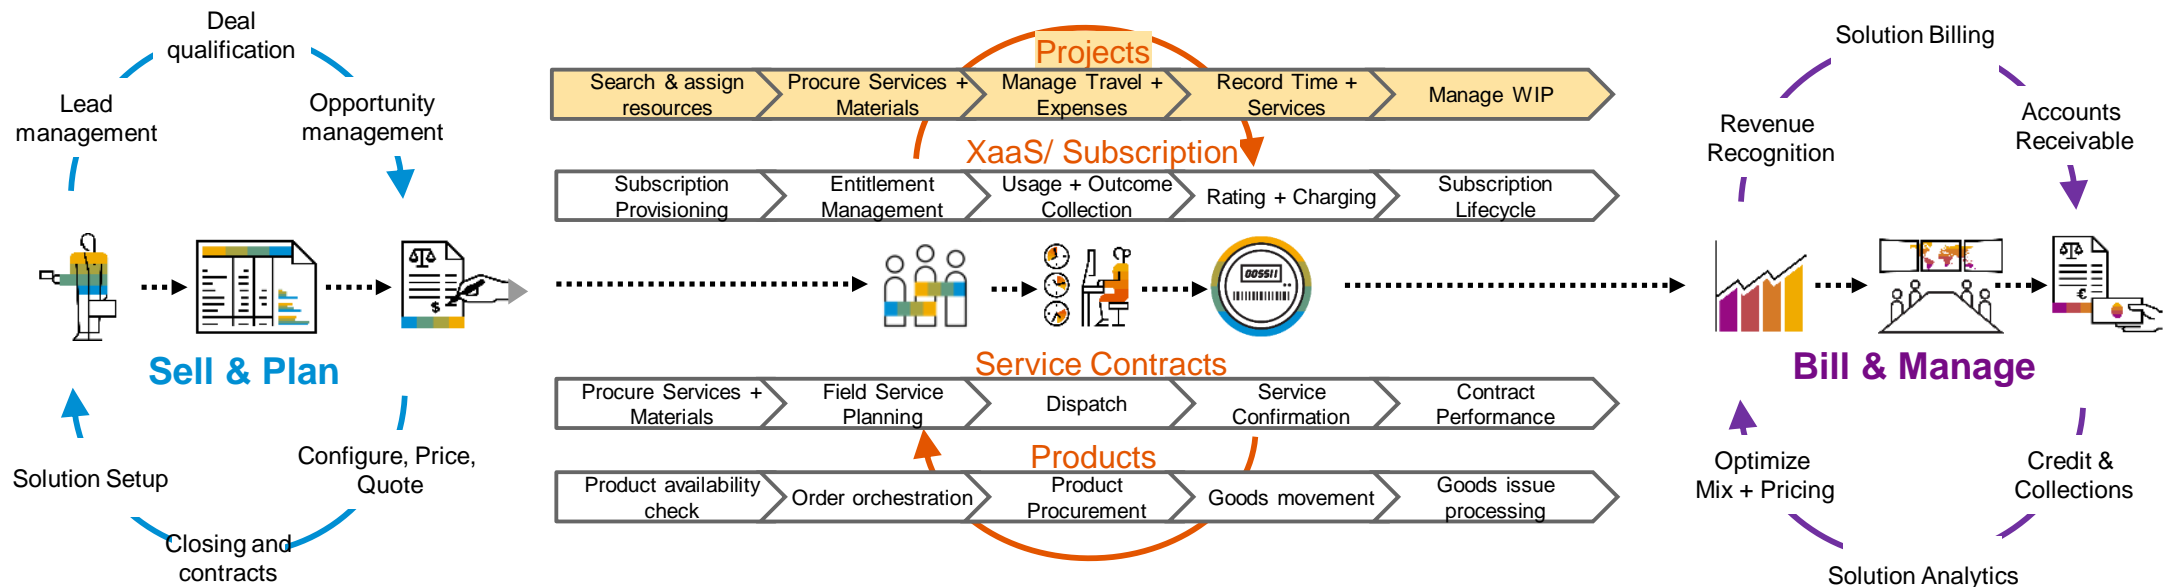 Deal
qualification
Lead
management
Opportunity
management
Sell & Plan
Solution Setup
Configure, Price,
Quote
Closing and
contracts
Projects
Search & assign
resources
Procure Services +
Materials
Manage Travel +
Expenses
Record Time +
Services
Manage WIP
XaaS/ Subscription
Subscription
Provisioning
Entitlement
Management
Usage + Outcome
Collection
Rating + Charging
Subscription
Lifecycle
$
Service Contracts
Procure Services +
Materials
Field Service
Planning
Dispatch
Service
Confirmation
Contract
Performance
Products
Product availability
check
Order orchestration
Product
Procurement
Goods movement
Goods issue
processing
Solution Billing
Revenue
Recognition
Accounts
Receivable
€
Bill & Manage
Optimize
Mix + Pricing
Credit &
Collections
Solution Analytics